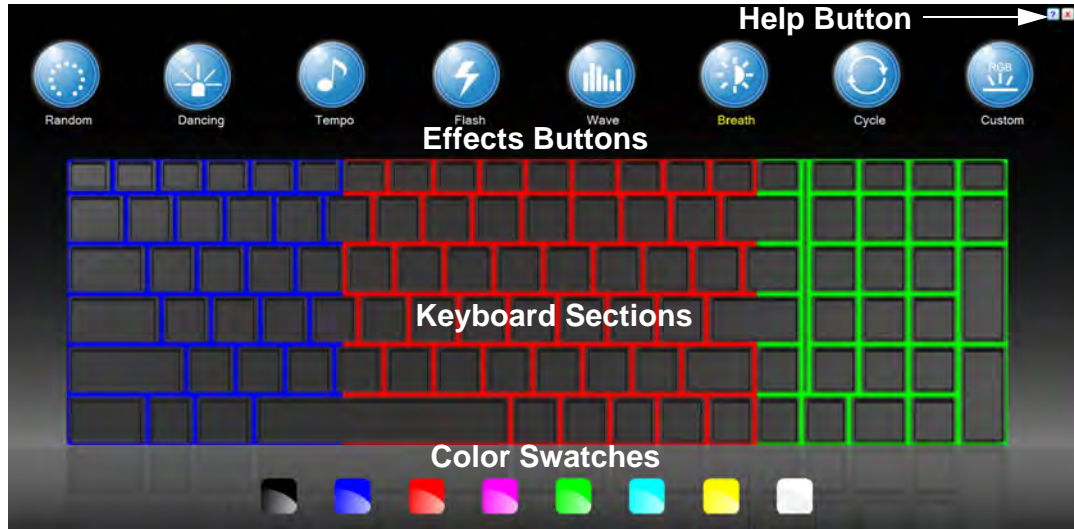 Help Button
? X
RGB
Random Dancing Tempo Flash Wave Breath Cycle Custom
Effects Buttons
Keyboard Sections
Color Swatches